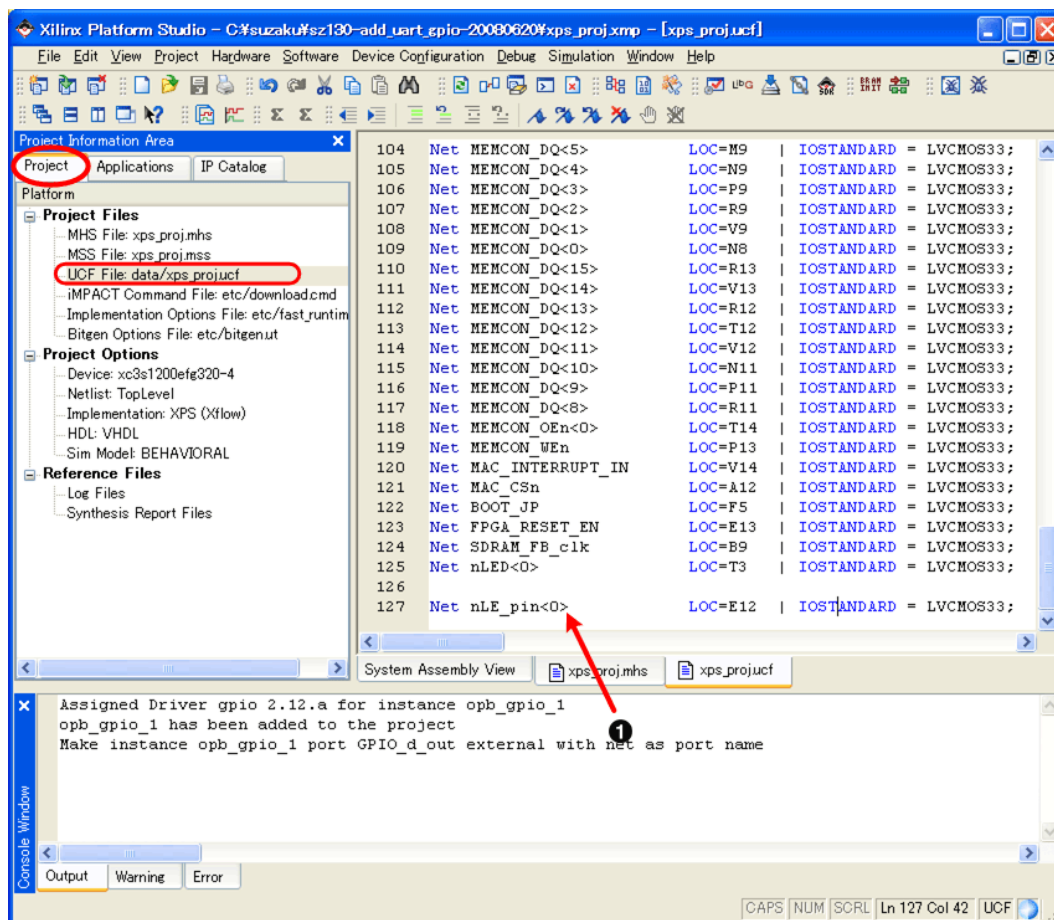 Xilinx Platform Studio - C:¥suzaku¥sz130-add_uart_gpio-20080620¥xps_proj.xmp - [xps_proj.ucf]
File Edit View Project Hardware Software Device Configuration Debug Simulation Window Help
Project Information Area
Project Applications IP Catalog
Platform
Project Files
MHS File: xps_proj.mhs
MSS File: xps_proj.mss
UCF File: data/xps_proj.ucf
iMPACT Command File: etc/download.cmd
Implementation Options File: etc/fast_runtim
Bitgen Options File: etc/bitgen.ut
Project Options
Device: xc3s1200efg320-4
Netlist: TopLevel
Implementation: XPS (Xflow)
HDL: VHDL
Sim Model: BEHAVIORAL
Reference Files
Log Files
Synthesis Report Files
104 Net MEMCON_DQ<5> LOC=M9 | IOSTANDARD = LVCMOS33;
105 Net MEMCON_DQ<4> LOC=N9 | IOSTANDARD = LVCMOS33;
106 Net MEMCON_DQ<3> LOC=P9 | IOSTANDARD = LVCMOS33;
107 Net MEMCON_DQ<2> LOC=R9 | IOSTANDARD = LVCMOS33;
108 Net MEMCON_DQ<1> LOC=V9 | IOSTANDARD = LVCMOS33;
109 Net MEMCON_DQ<0> LOC=N8 | IOSTANDARD = LVCMOS33;
110 Net MEMCON_DQ<15> LOC=R13 | IOSTANDARD = LVCMOS33;
111 Net MEMCON_DQ<14> LOC=V13 | IOSTANDARD = LVCMOS33;
112 Net MEMCON_DQ<13> LOC=R12 | IOSTANDARD = LVCMOS33;
113 Net MEMCON_DQ<12> LOC=T12 | IOSTANDARD = LVCMOS33;
114 Net MEMCON_DQ<11> LOC=V12 | IOSTANDARD = LVCMOS33;
115 Net MEMCON_DQ<10> LOC=N11 | IOSTANDARD = LVCMOS33;
116 Net MEMCON_DQ<9> LOC=P11 | IOSTANDARD = LVCMOS33;
117 Net MEMCON_DQ<8> LOC=R11 | IOSTANDARD = LVCMOS33;
118 Net MEMCON_OEn<0> LOC=T14 | IOSTANDARD = LVCMOS33;
119 Net MEMCON_WEn LOC=P13 | IOSTANDARD = LVCMOS33;
120 Net MAC_INTERRUPT_IN LOC=V14 | IOSTANDARD = LVCMOS33;
121 Net MAC_CSn LOC=A12 | IOSTANDARD = LVCMOS33;
122 Net BOOT_JP LOC=F5 | IOSTANDARD = LVCMOS33;
123 Net FPGA_RESET_EN LOC=E13 | IOSTANDARD = LVCMOS33;
124 Net SDRAM_FB_clk LOC=B9 | IOSTANDARD = LVCMOS33;
125 Net nLED<0> LOC=T3 | IOSTANDARD = LVCMOS33;
126
127 Net nLE_pin<0> LOC=E12 | IOSTANDARD = LVCMOS33;
System Assembly View xps_proj.mhs xps_proj.ucf
1
Assigned Driver gpio 2.12.a for instance opb_gpio_1
opb_gpio_1 has been added to the project
Make instance opb_gpio_1 port GPIO_d_out external with net as port name
Console Window
Output Warning Error
CAPS NUM SCRL Ln 127 Col 42 UCF